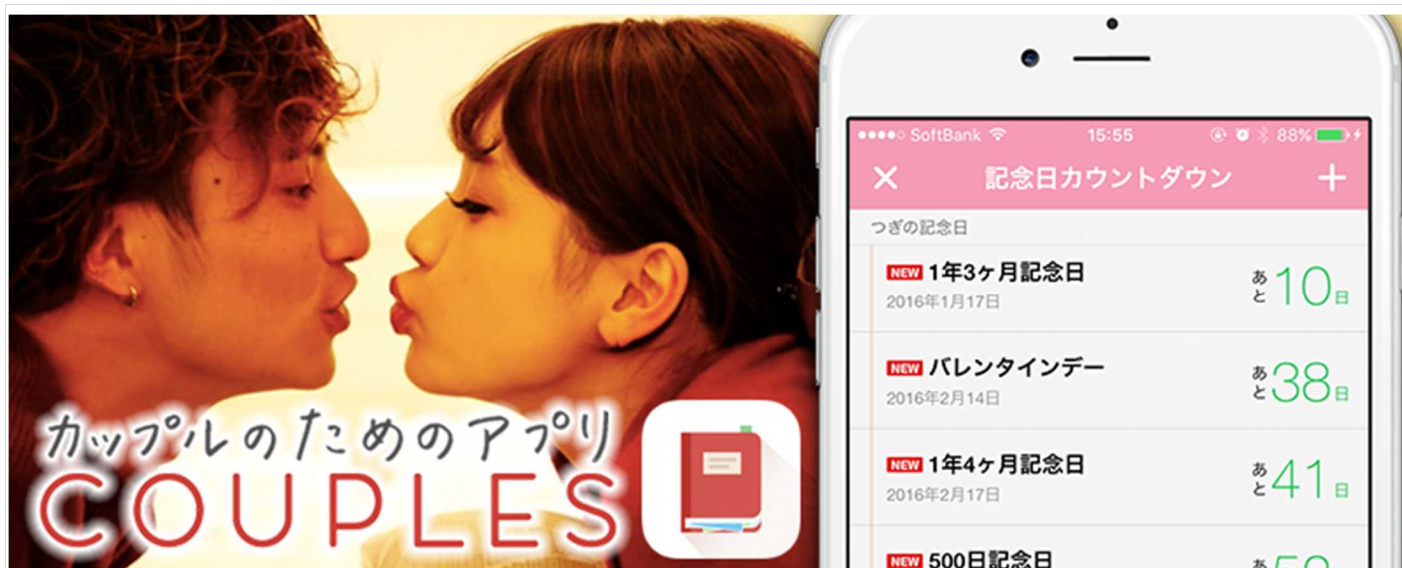 カップルのためのアプリ
COUPLES
SoftBank 15:55 88%
記念日カウントダウン
つぎの記念日
NEW 1年3ヶ月記念日
2016年1月17日
あと10日
NEW バレンタインデー
2016年2月14日
あと38日
NEW 1年4ヶ月記念日
2016年2月17日
あと41日
NEW 500日記念日